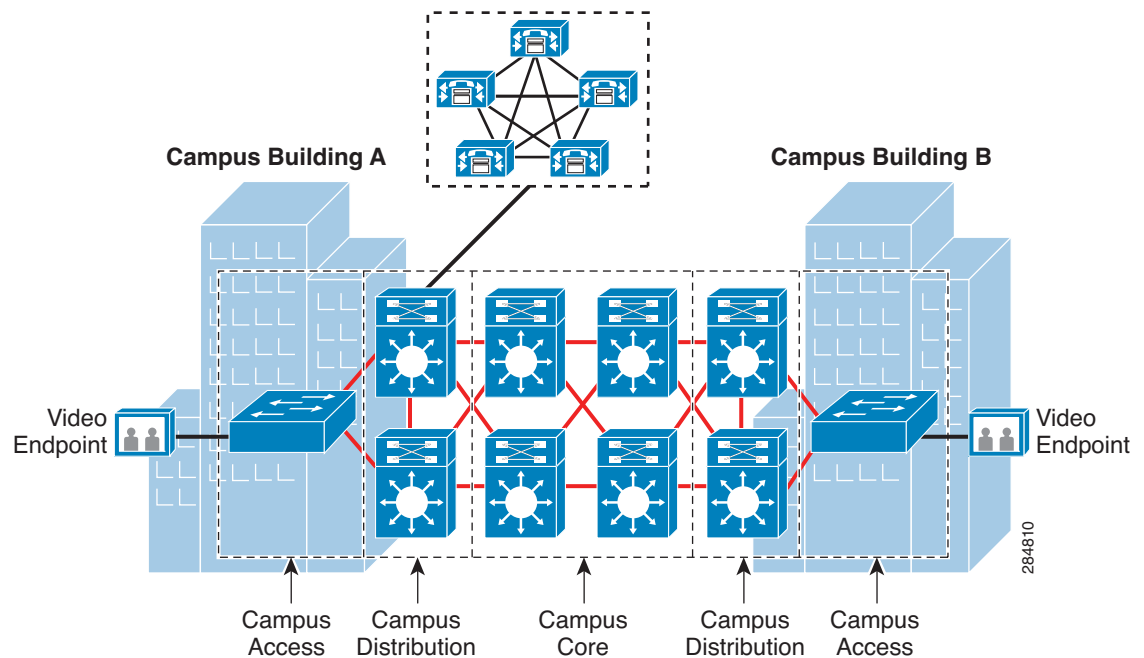 Campus Building A
Campus Building B
Video
Endpoint
Video
Endpoint
284810
Campus
Access
Campus
Distribution
Campus
Core
Campus
Distribution
Campus
Access